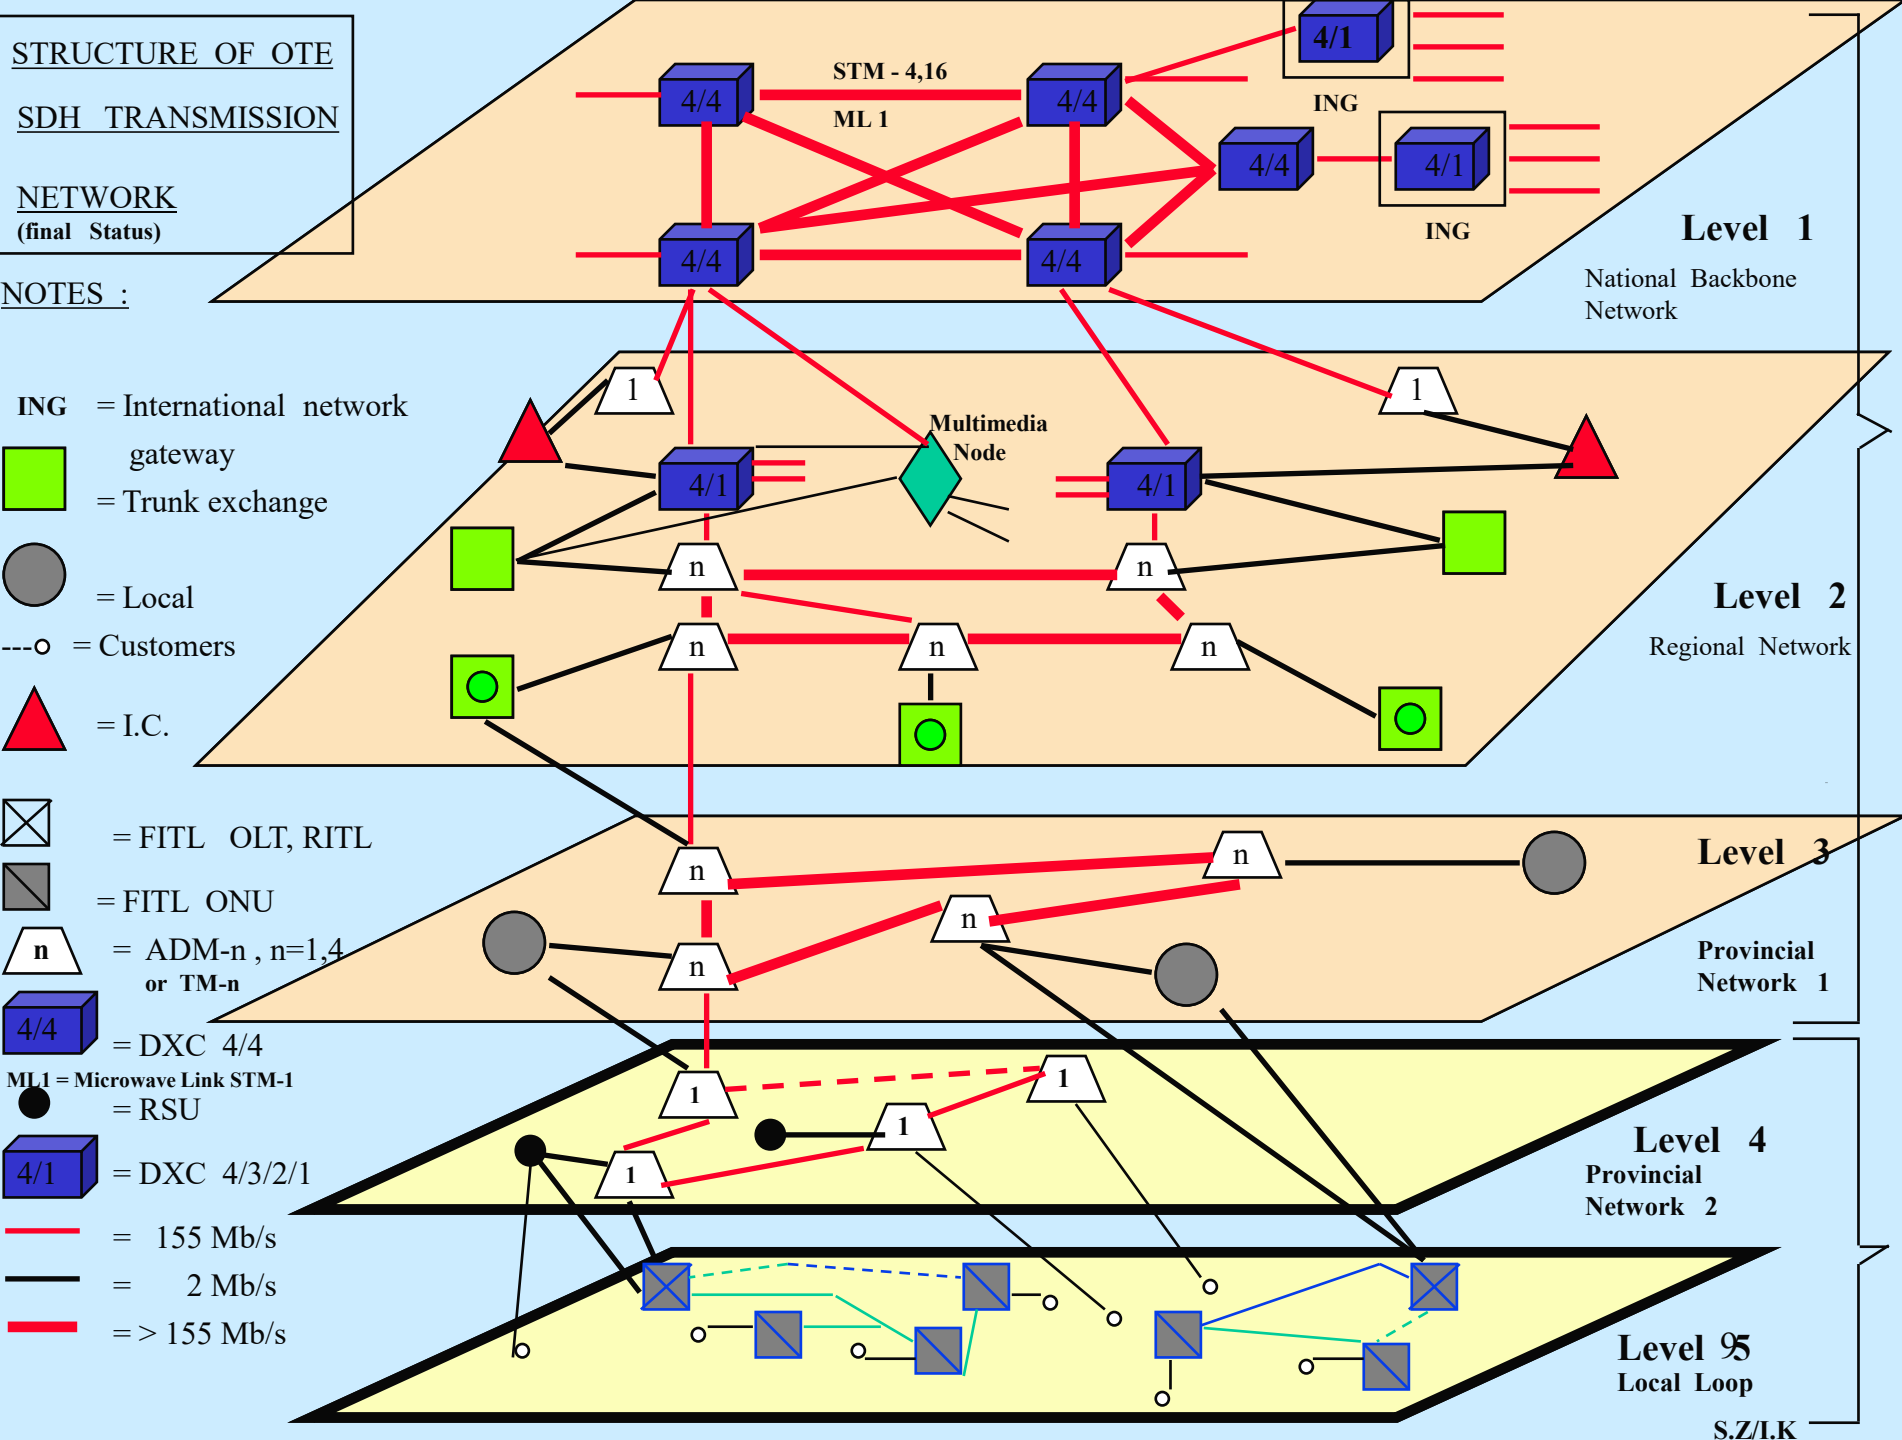 STRUCTURE OF OTE
SDH TRANSMISSION
NETWORK
(final Status)
NOTES :
ING = International network
gateway
= Trunk exchange
= Local
---o = Customers
= I.C.
= FITL OLT, RITL
= FITL ONU
n = ADM-n , n=1,4
or TM-n
4/4 = DXC 4/4
ML1 = Microwave Link STM-1
= RSU
4/1 = DXC 4/3/2/1
= 155 Mb/s
= 2 Mb/s
= > 155 Mb/s
4/1
STM - 4,16
4/4
4/4
ING
ML 1
4/4
4/1
ING
4/4
4/4
Level 1
National Backbone
Network
1
1
Multimedia
Node
4/1
4/1
n
n
n
n
n
Level 2
Regional Network
n
n
n
n
Level 3
Provincial
Network 1
1
1
1
1
Level 4
Provincial
Network 2
Level 5
Local Loop
S.Z/I.K